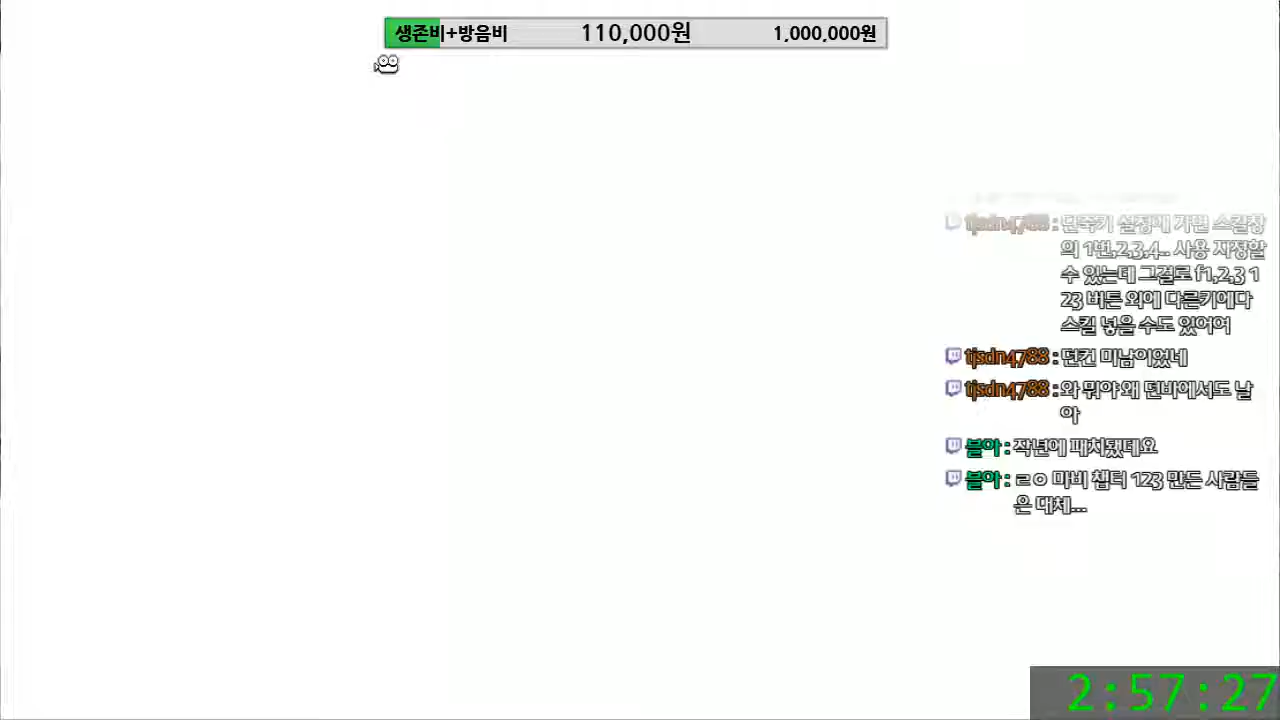 생존비+방음비 110,000원 1,000,000원
tjsdn4788 : 단축키 설정에 가면 스킬창
의 1번,2,3,4.. 사용 지정할
수 있는데 그걸로 f1,2,3 1
23 버튼 외에 다른키에다
스킬 넣을 수도 있어여
tjsdn4788 : 던컨 미남이었네
tjsdn4788 : 와 뭐야 왜 던바에서도 날
아
불아 : 작년에 패치됐데요
불아 : ㄹㅇ 마비 챕터 123 만든 사람들
은 대체...
2:57:27